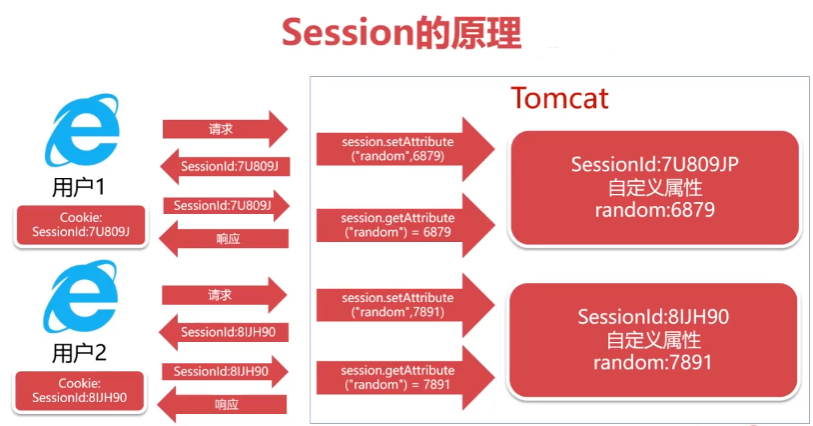 Session的原理
Tomcat
用户1
Cookie:
SessionId:7U809J
请求
SessionId:7U809J
SessionId:7U809J
响应
session.setAttribute
("random",6879)
session.getAttribute
("random") = 6879
SessionId:7U809JP
自定义属性
random:6879
用户2
Cookie:
SessionId:8IJH90
请求
SessionId:8IJH90
SessionId:8IJH90
响应
session.setAttribute
("random",7891)
session.getAttribute
("random") = 7891
SessionId:8IJH90
自定义属性
random:7891